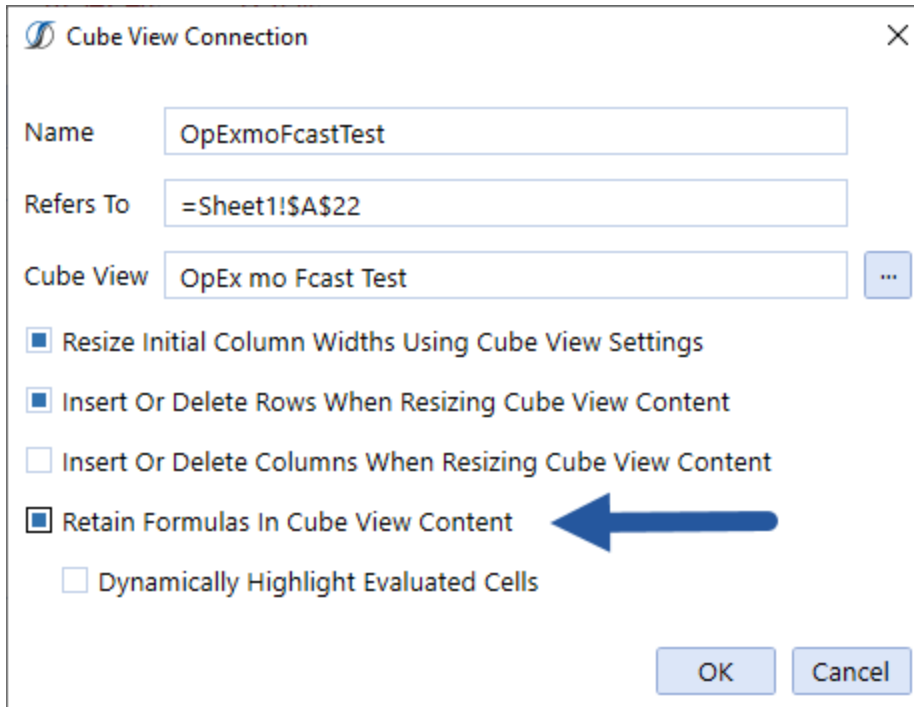 Cube View Connection
Name OpExmoFcastTest
Refers To =Sheet1!$A$22
Cube View OpEx mo Fcast Test ...
Resize Initial Column Widths Using Cube View Settings
Insert Or Delete Rows When Resizing Cube View Content
Insert Or Delete Columns When Resizing Cube View Content
Retain Formulas In Cube View Content
Dynamically Highlight Evaluated Cells
OK Cancel